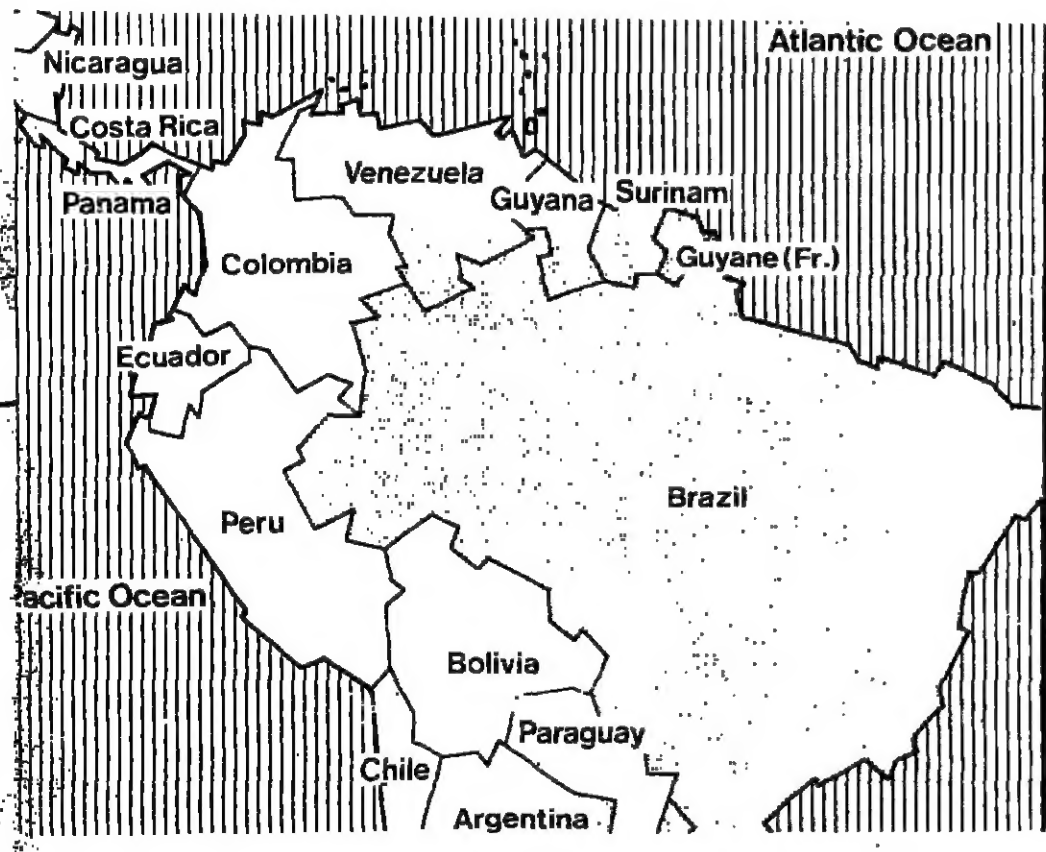 Atlantic Ocean
Nicaragua
Costa Rica
Venezuela
Guyana
Surinam
Panama
Colombia
Guyane (Fr.)
Ecuador
Brazil
Peru
acific Ocean
Bolivia
Paraguay
Chile
Argentina